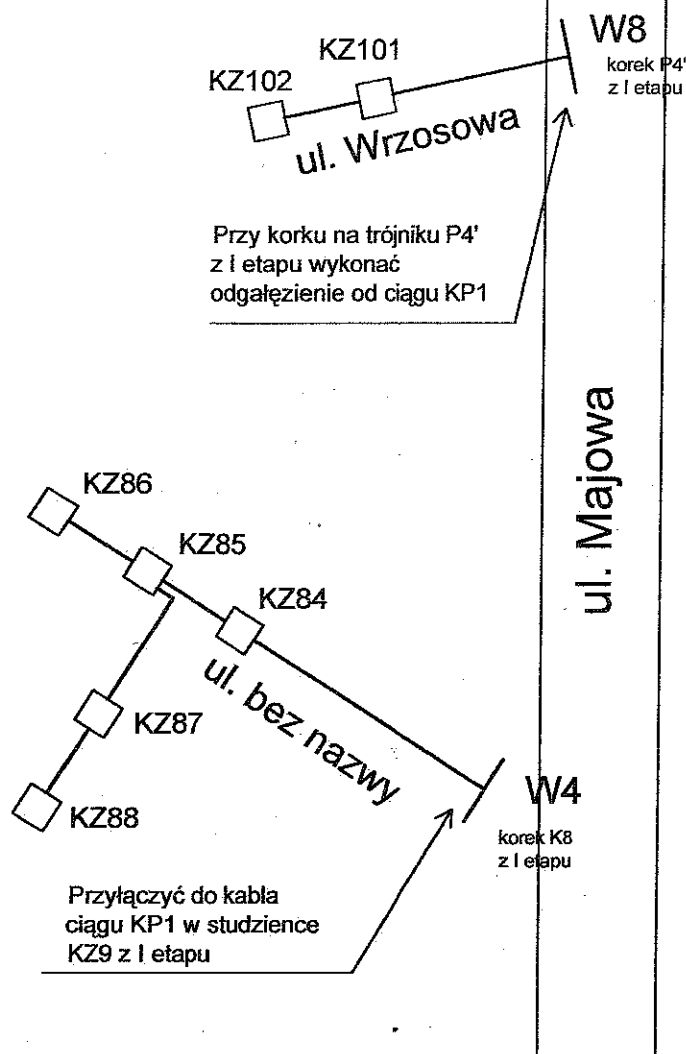 W8
korek P4'
z I etapu
KZ101
KZ102
ul. Wrzosowa
Przy korku na trójniku P4'
z I etapu wykonać
odgałęzienie od ciągu KP1
ul. Majowa
KZ86
KZ85
KZ84
ul. bez nazwy
KZ87
KZ88
W4
korek K8
z I etapu
Przyłączyć do kabla
ciągu KP1 w studzience
KZ9 z I etapu